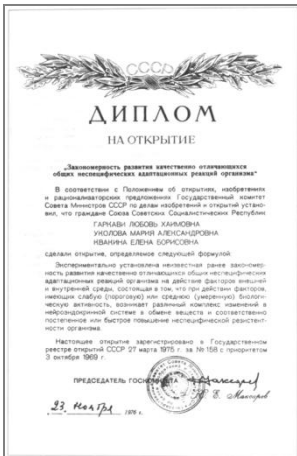 СССР
ДИПЛОМ
НА ОТКРЫТИЕ
„Закономерность развития качественно отличающихся
общих неспецифических адаптационных реакций организма“
В соответствии с Положением об открытиях, изобретениях
и рационализаторских предложениях Государственный комитет
Совета Министров СССР по делам изобретений и открытий устано-
вил, что граждане Союза Советских Социалистических Республик
ГАРКАВИ ЛЮБОВЬ ХАИМОВНА
УКОЛОВА МАРИЯ АЛЕКСАНДРОВНА
КВАКИНА ЕЛЕНА БОРИСОВНА
сделали открытие, определяемое следующей формулой:
Экспериментально установлена неизвестная ранее закономер-
ность развития качественно отличающихся общих неспецифических
адаптационных реакций организма на действие факторов внешней
и внутренней среды, состоящая в том, что при действии факторов,
имеющих слабую (пороговую) или среднюю (умеренную) биологи-
ческую активность, возникает различный комплекс изменений в
нейроэндокринной системе и обмене веществ и соответственно
постепенное или быстрое повышение неспецифической резистент-
ности организма.
Настоящее открытие зарегистрировано в Государственном
реестре открытий СССР 27 марта 1975 г. за № 158 с приоритетом
3 октября 1969 г.
ПРЕДСЕДАТЕЛЬ ГОСКОМИТЕТА
Ю. Е. Максарев
23. Ноября 1976 г.